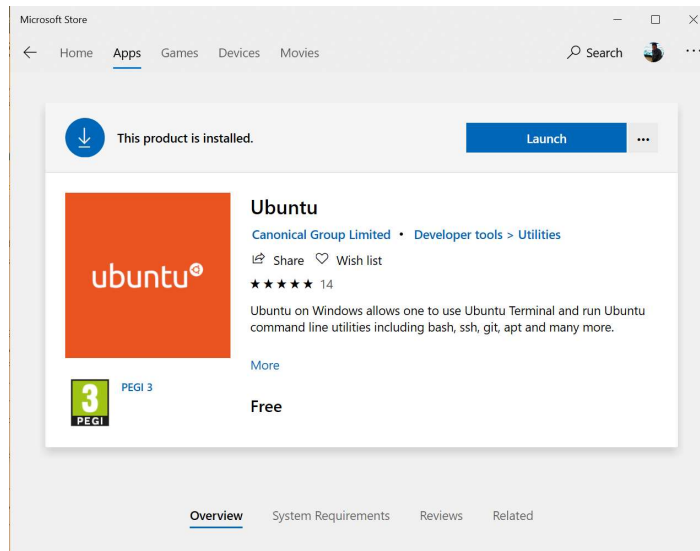 Microsoft Store
Home Apps Games Devices Movies Search
This product is installed.
Launch
ubuntu
Ubuntu
Canonical Group Limited • Developer tools > Utilities
Share Wish list
★★★★★ 14
Ubuntu on Windows allows one to use Ubuntu Terminal and run Ubuntu
command line utilities including bash, ssh, git, apt and many more.
More
3
PEGI
PEGI 3
Free
Overview System Requirements Reviews Related